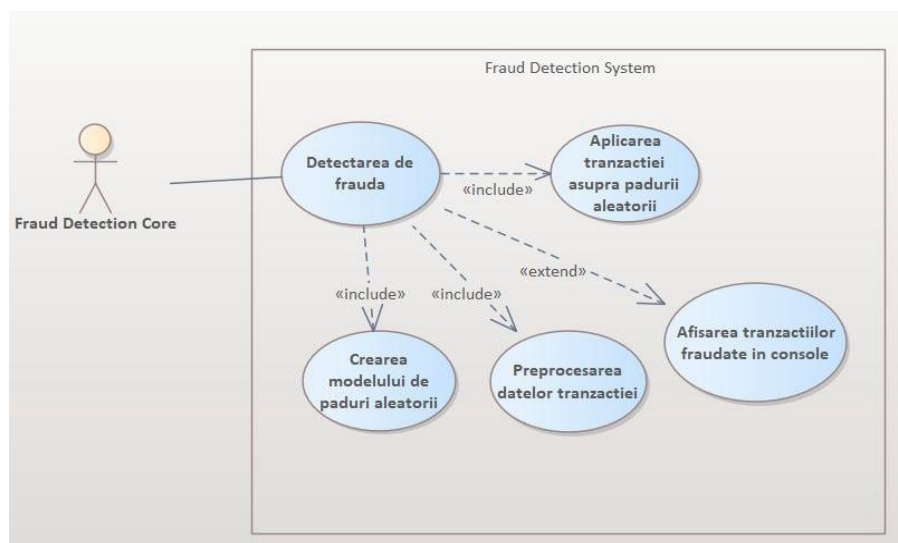 Fraud Detection System
Detectarea de
frauda
Aplicarea
tranzactiei
asupra padurii
aleatorii
«include»
Fraud Detection Core
«extend»
«include»
«include»
Afisarea tranzactiilor
fraudate in console
Crearea
modelului de
paduri aleatorii
Preprocesarea
datelor tranzactiei